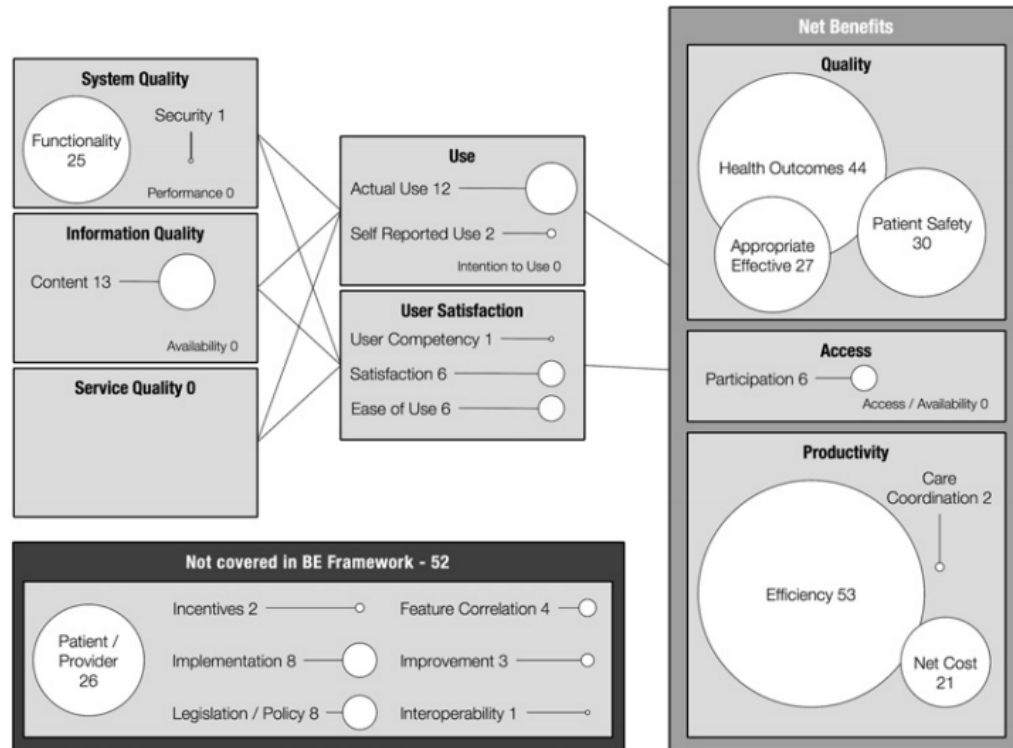 System Quality
Functionality
25
Security 1
Performance 0
Information Quality
Content 13
Availability 0
Service Quality 0
Use
Actual Use 12
Self Reported Use 2
Intention to Use 0
User Satisfaction
User Competency 1
Satisfaction 6
Ease of Use 6
Net Benefits
Quality
Health Outcomes 44
Patient Safety
30
Appropriate
Effective 27
Access
Participation 6
Access / Availability 0
Productivity
Care
Coordination 2
Efficiency 53
Net Cost
21
Not covered in BE Framework - 52
Patient /
Provider
26
Incentives 2
Implementation 8
Legislation / Policy 8
Feature Correlation 4
Improvement 3
Interoperability 1